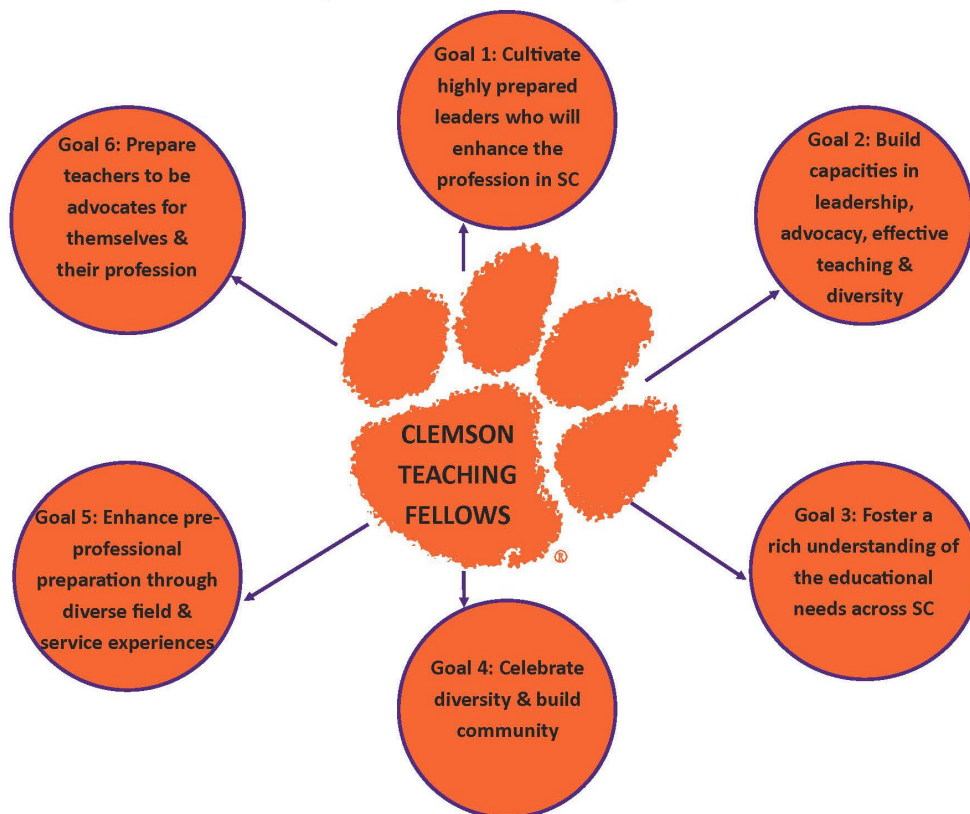 Goal 1: Cultivate
highly prepared
leaders who will
enhance the
profession in SC
Goal 2: Build
capacities in
leadership,
advocacy, effective
teaching &
diversity
Goal 3: Foster a
rich understanding of
the educational
needs across SC
Goal 4: Celebrate
diversity & build
community
Goal 5: Enhance pre-
professional
preparation through
diverse field &
service experiences
Goal 6: Prepare
teachers to be
advocates for
themselves &
their profession
CLEMSON
TEACHING
FELLOWS
®